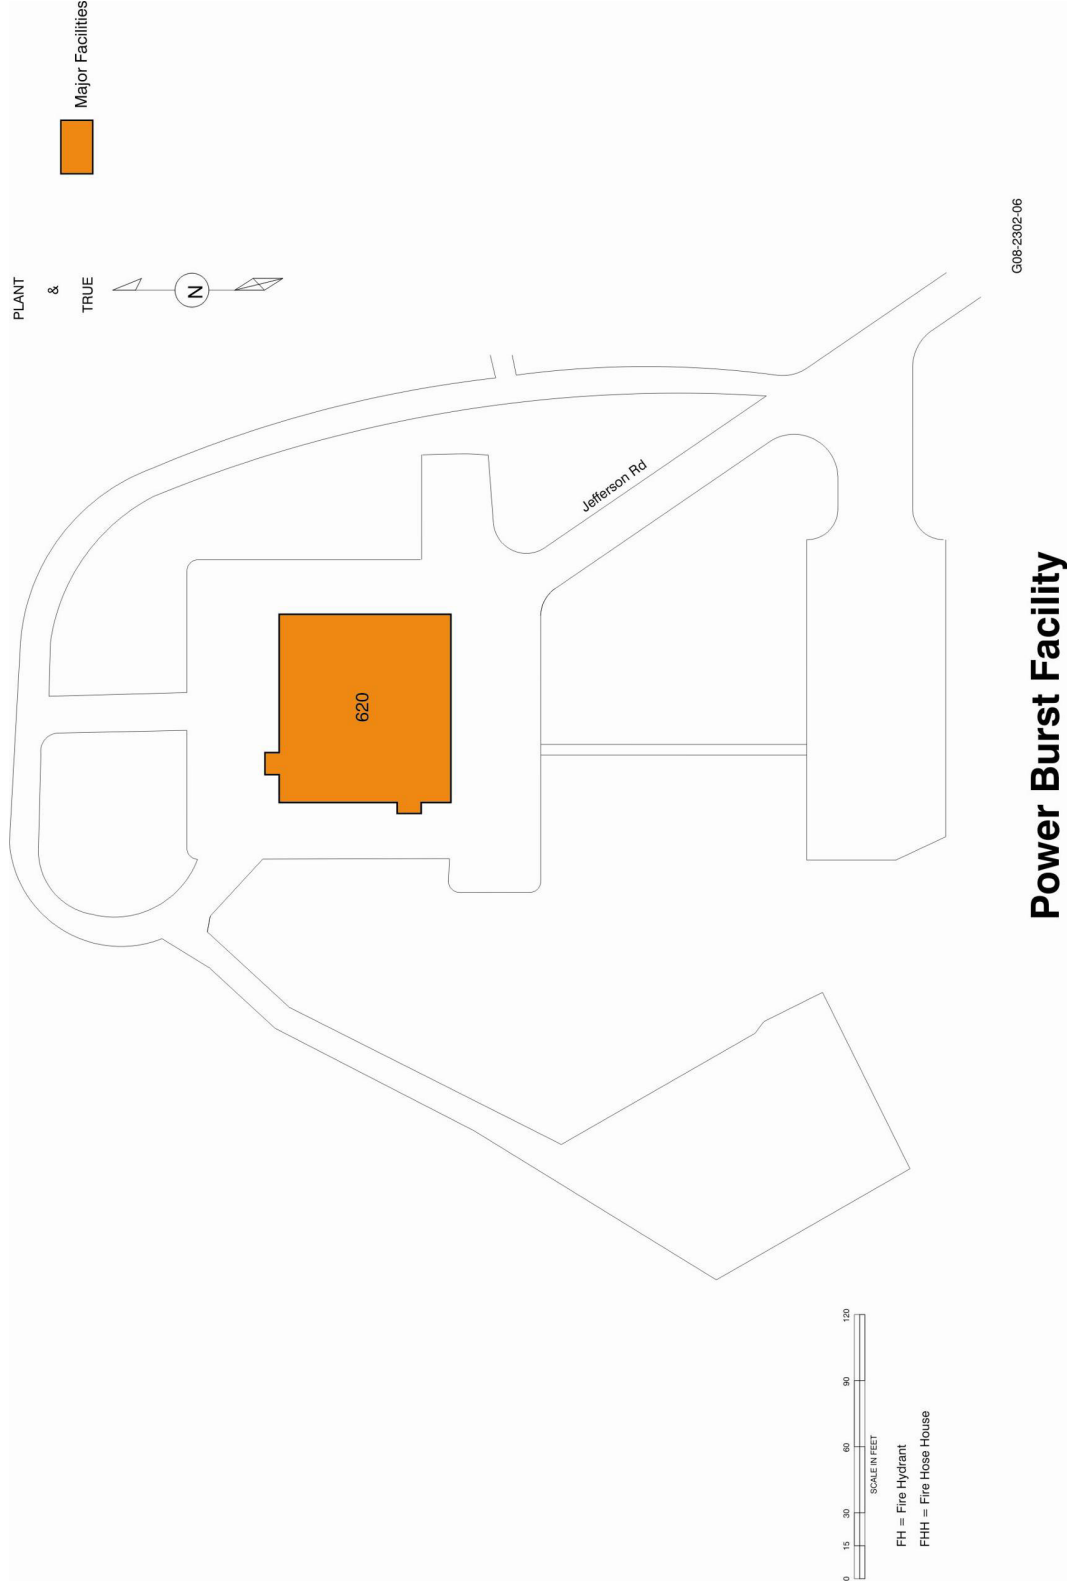 PLANT
&
TRUE
N
Major Facilities
620
Jefferson Rd
0 15 30 60 90 120
SCALE IN FEET
FH = Fire Hydrant
FHH = Fire Hose House
G08-2302-06
Power Burst Facility